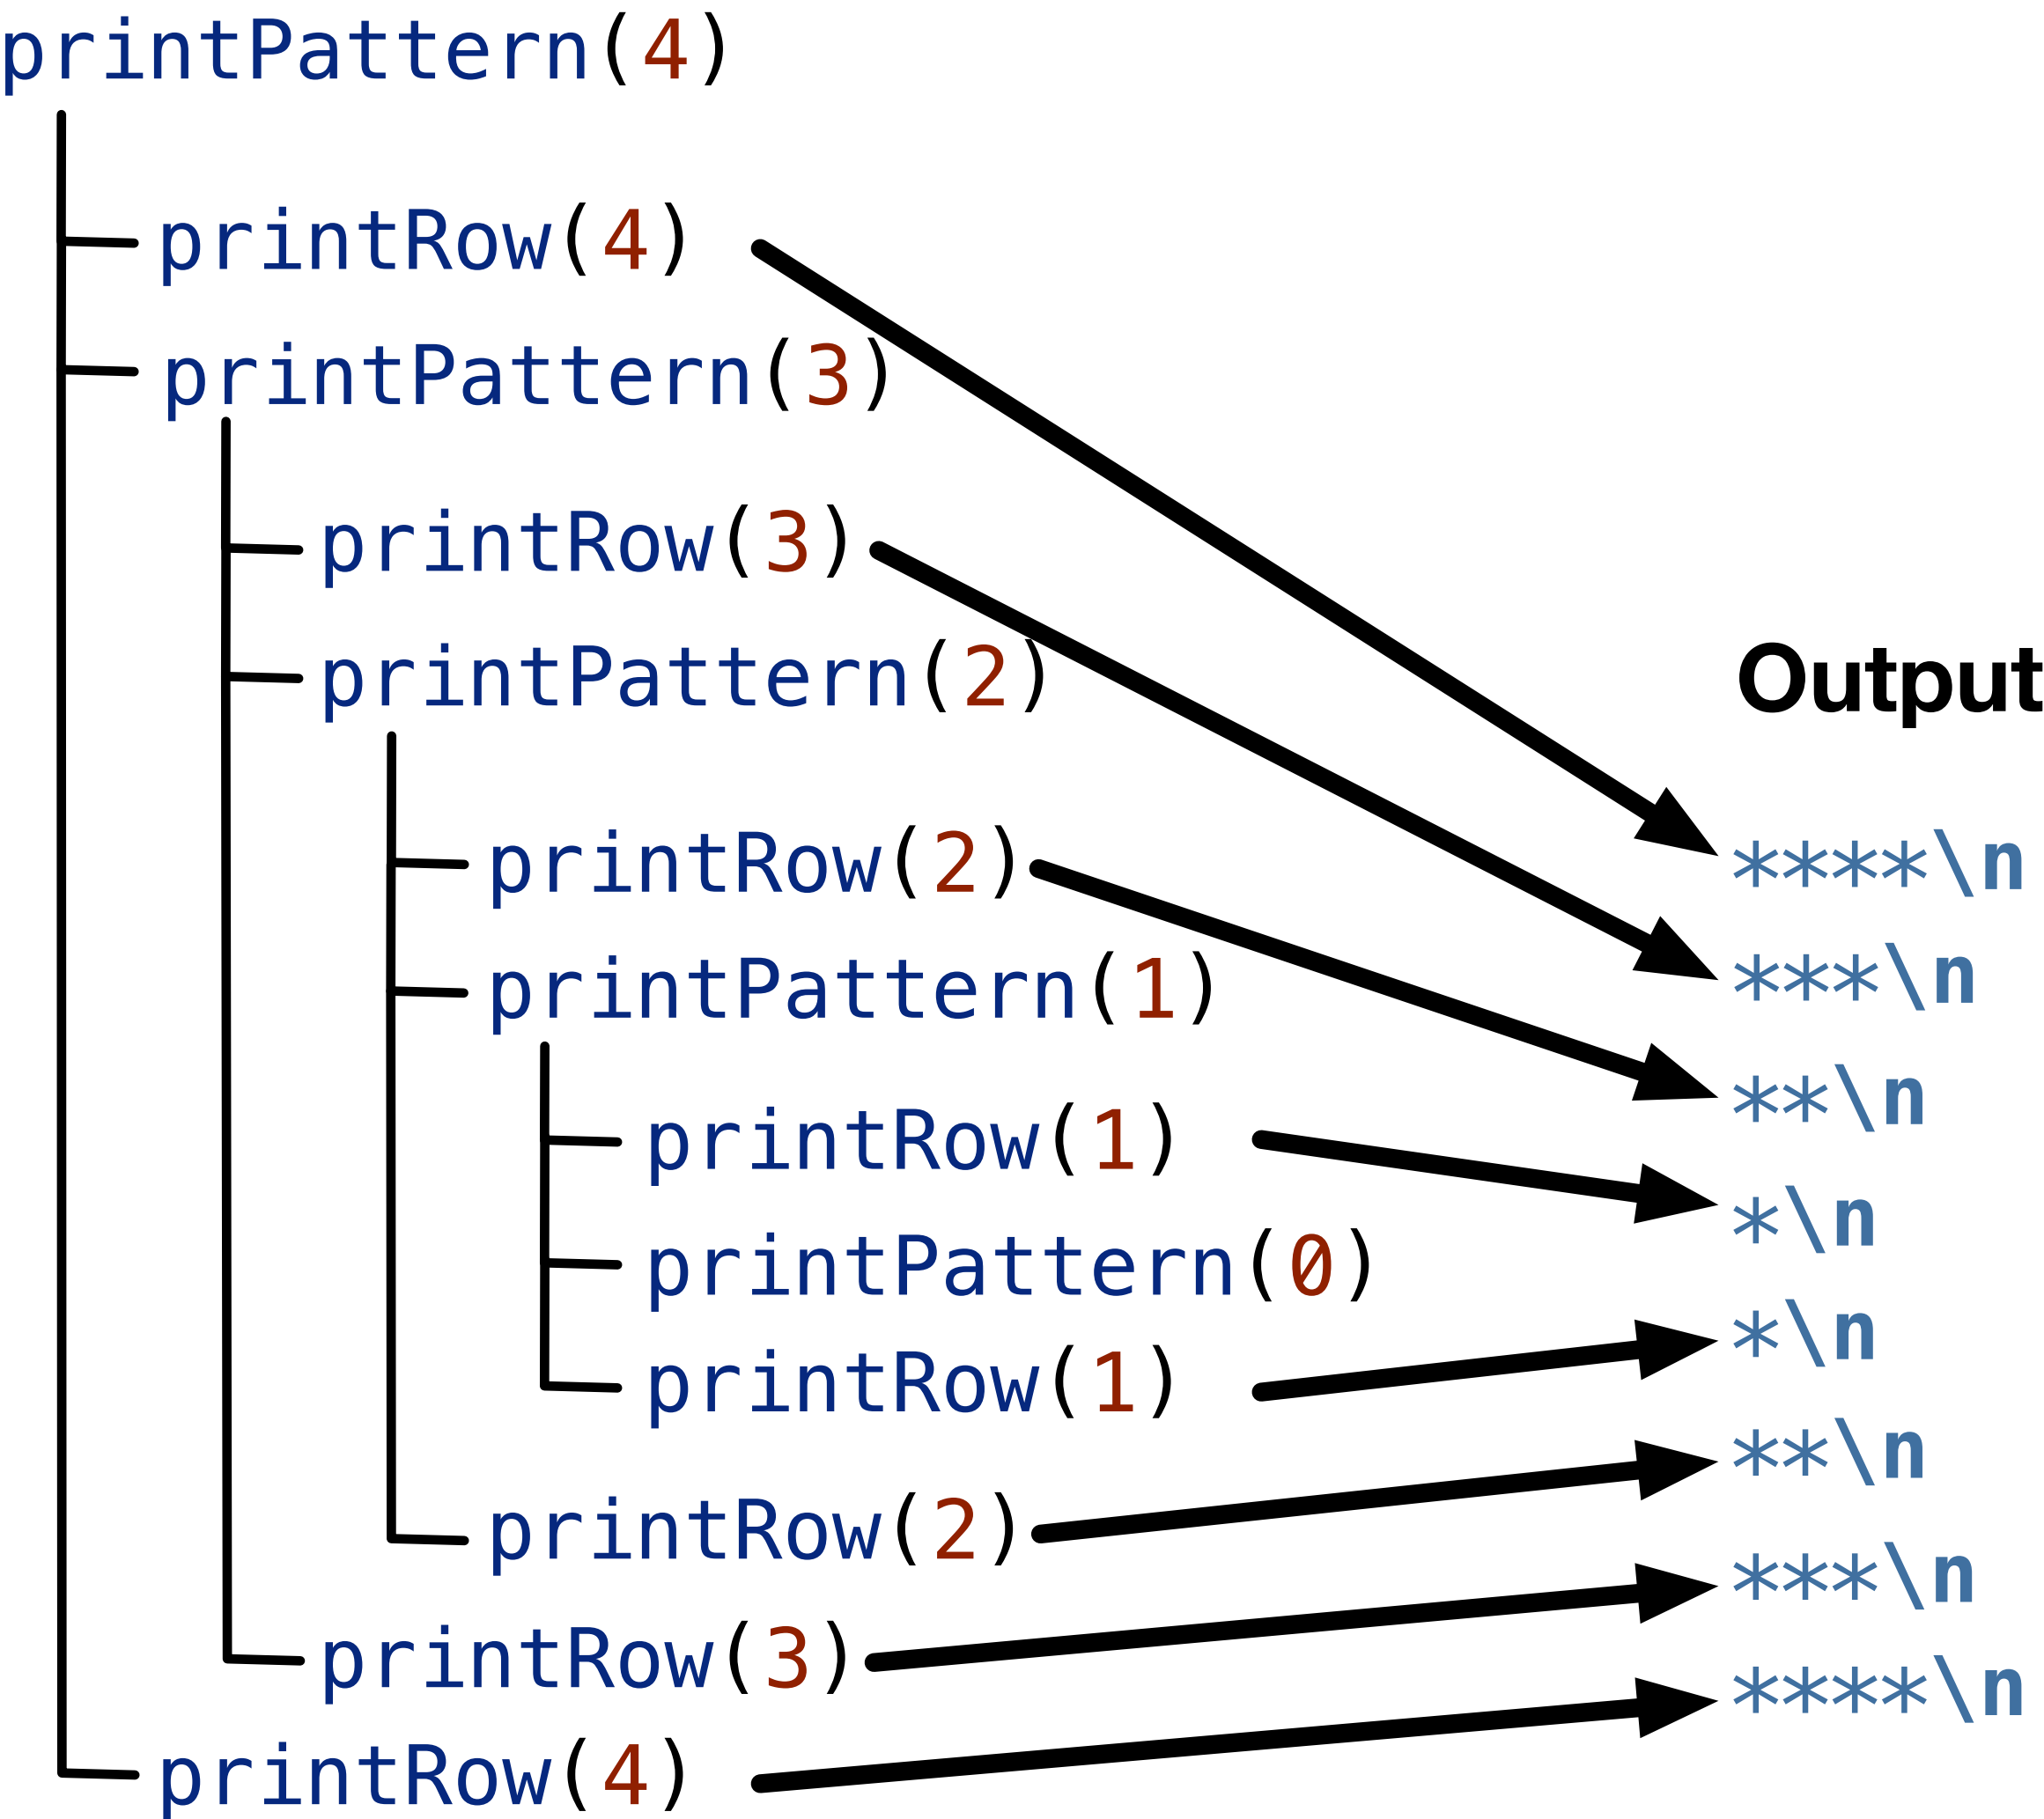 printPattern(4)
printRow(4)
printPattern(3)
printRow(3)
printPattern(2)
printRow(2)
printPattern(1)
printRow(1)
printPattern(0)
printRow(1)
printRow(2)
printRow(3)
printRow(4)
Output
****\n
***\n
**\n
*\n
*\n
**\n
***\n
****\n